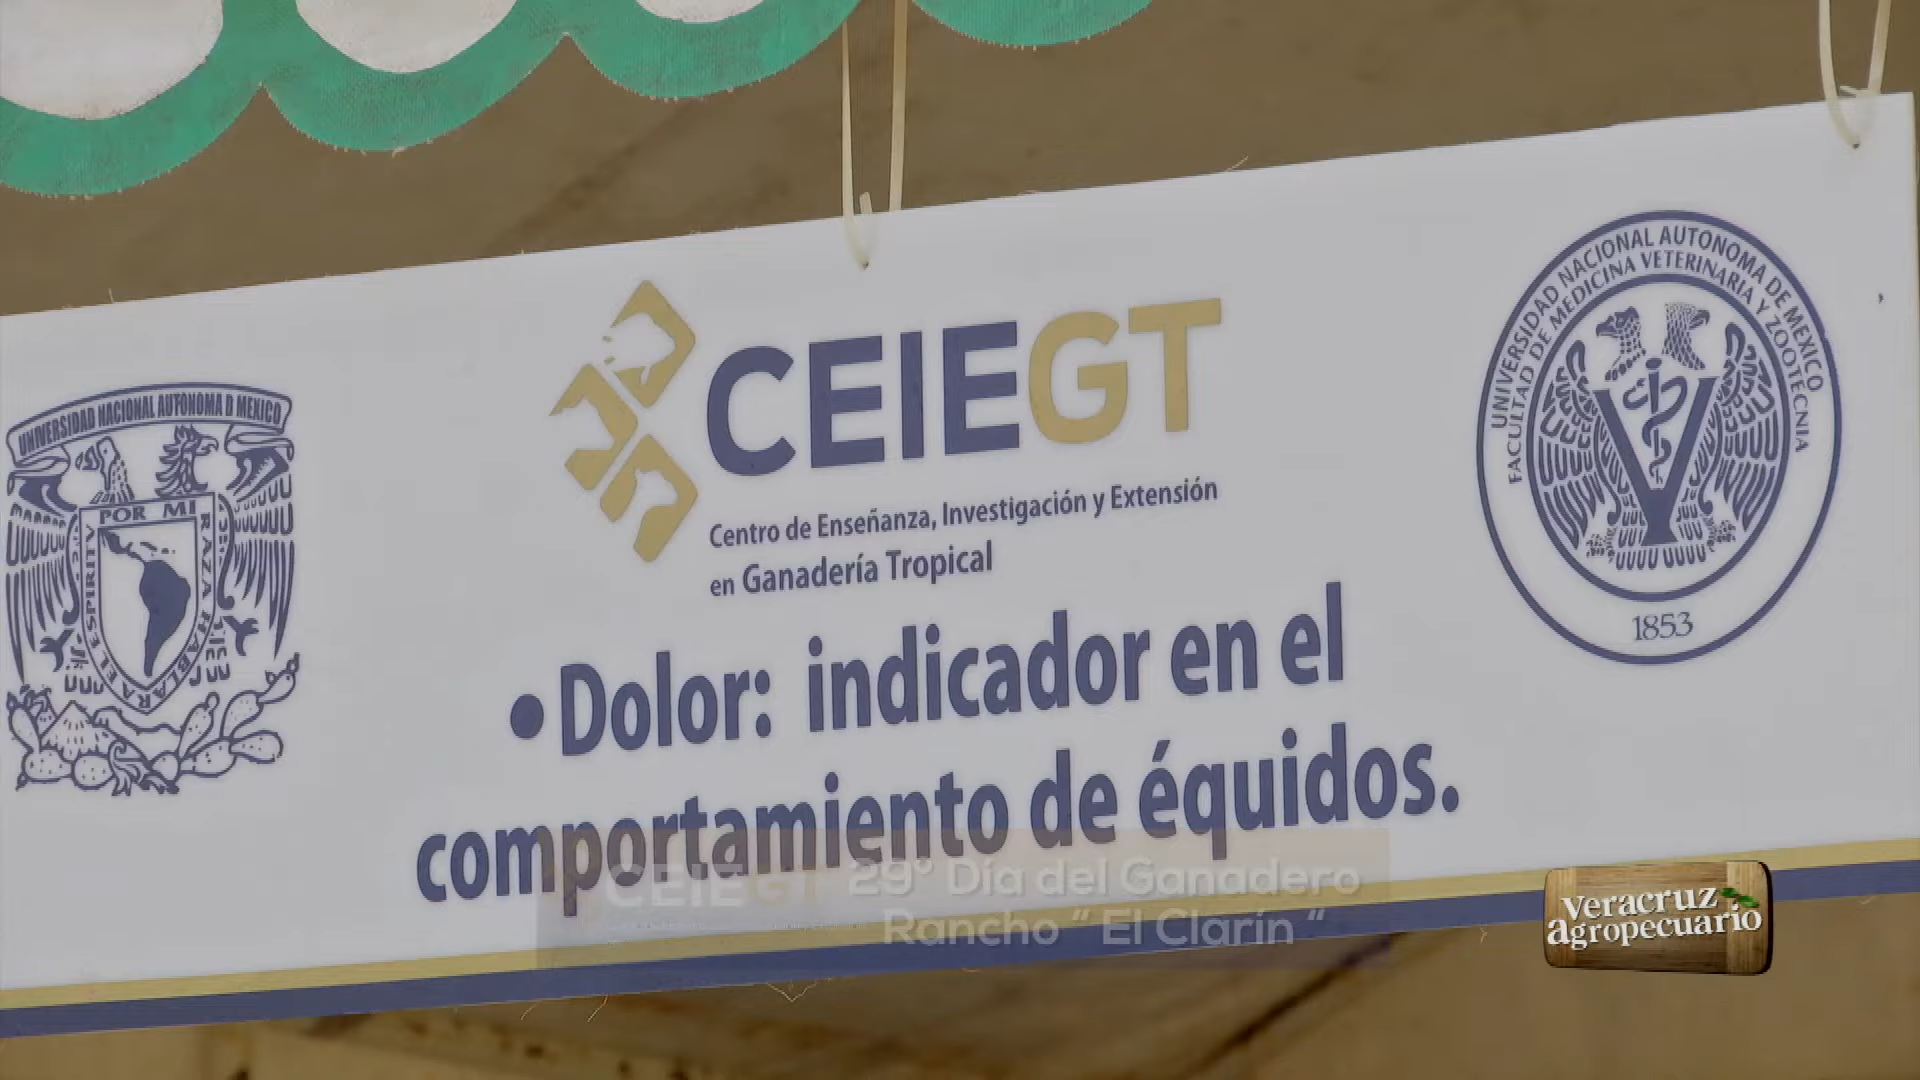 UNIVERSIDAD NACIONAL AUTÓNOMA D MEXICO
POR MI RAZA HABLARA EL ESPIRITV
CEIEGT
Centro de Enseñanza, Investigación y Extensión
en Ganadería Tropical
•Dolor: indicador en el
comportamiento de équidos.
UNIVERSIDAD NACIONAL AUTONOMA DE MEXICO
FACULTAD DE MEDICINA VETERINARIA Y ZOOTECNIA
V
1853
CEIEGT
29° Día del Ganadero
Rancho “ El Clarín “
Veracruz
agropecuario